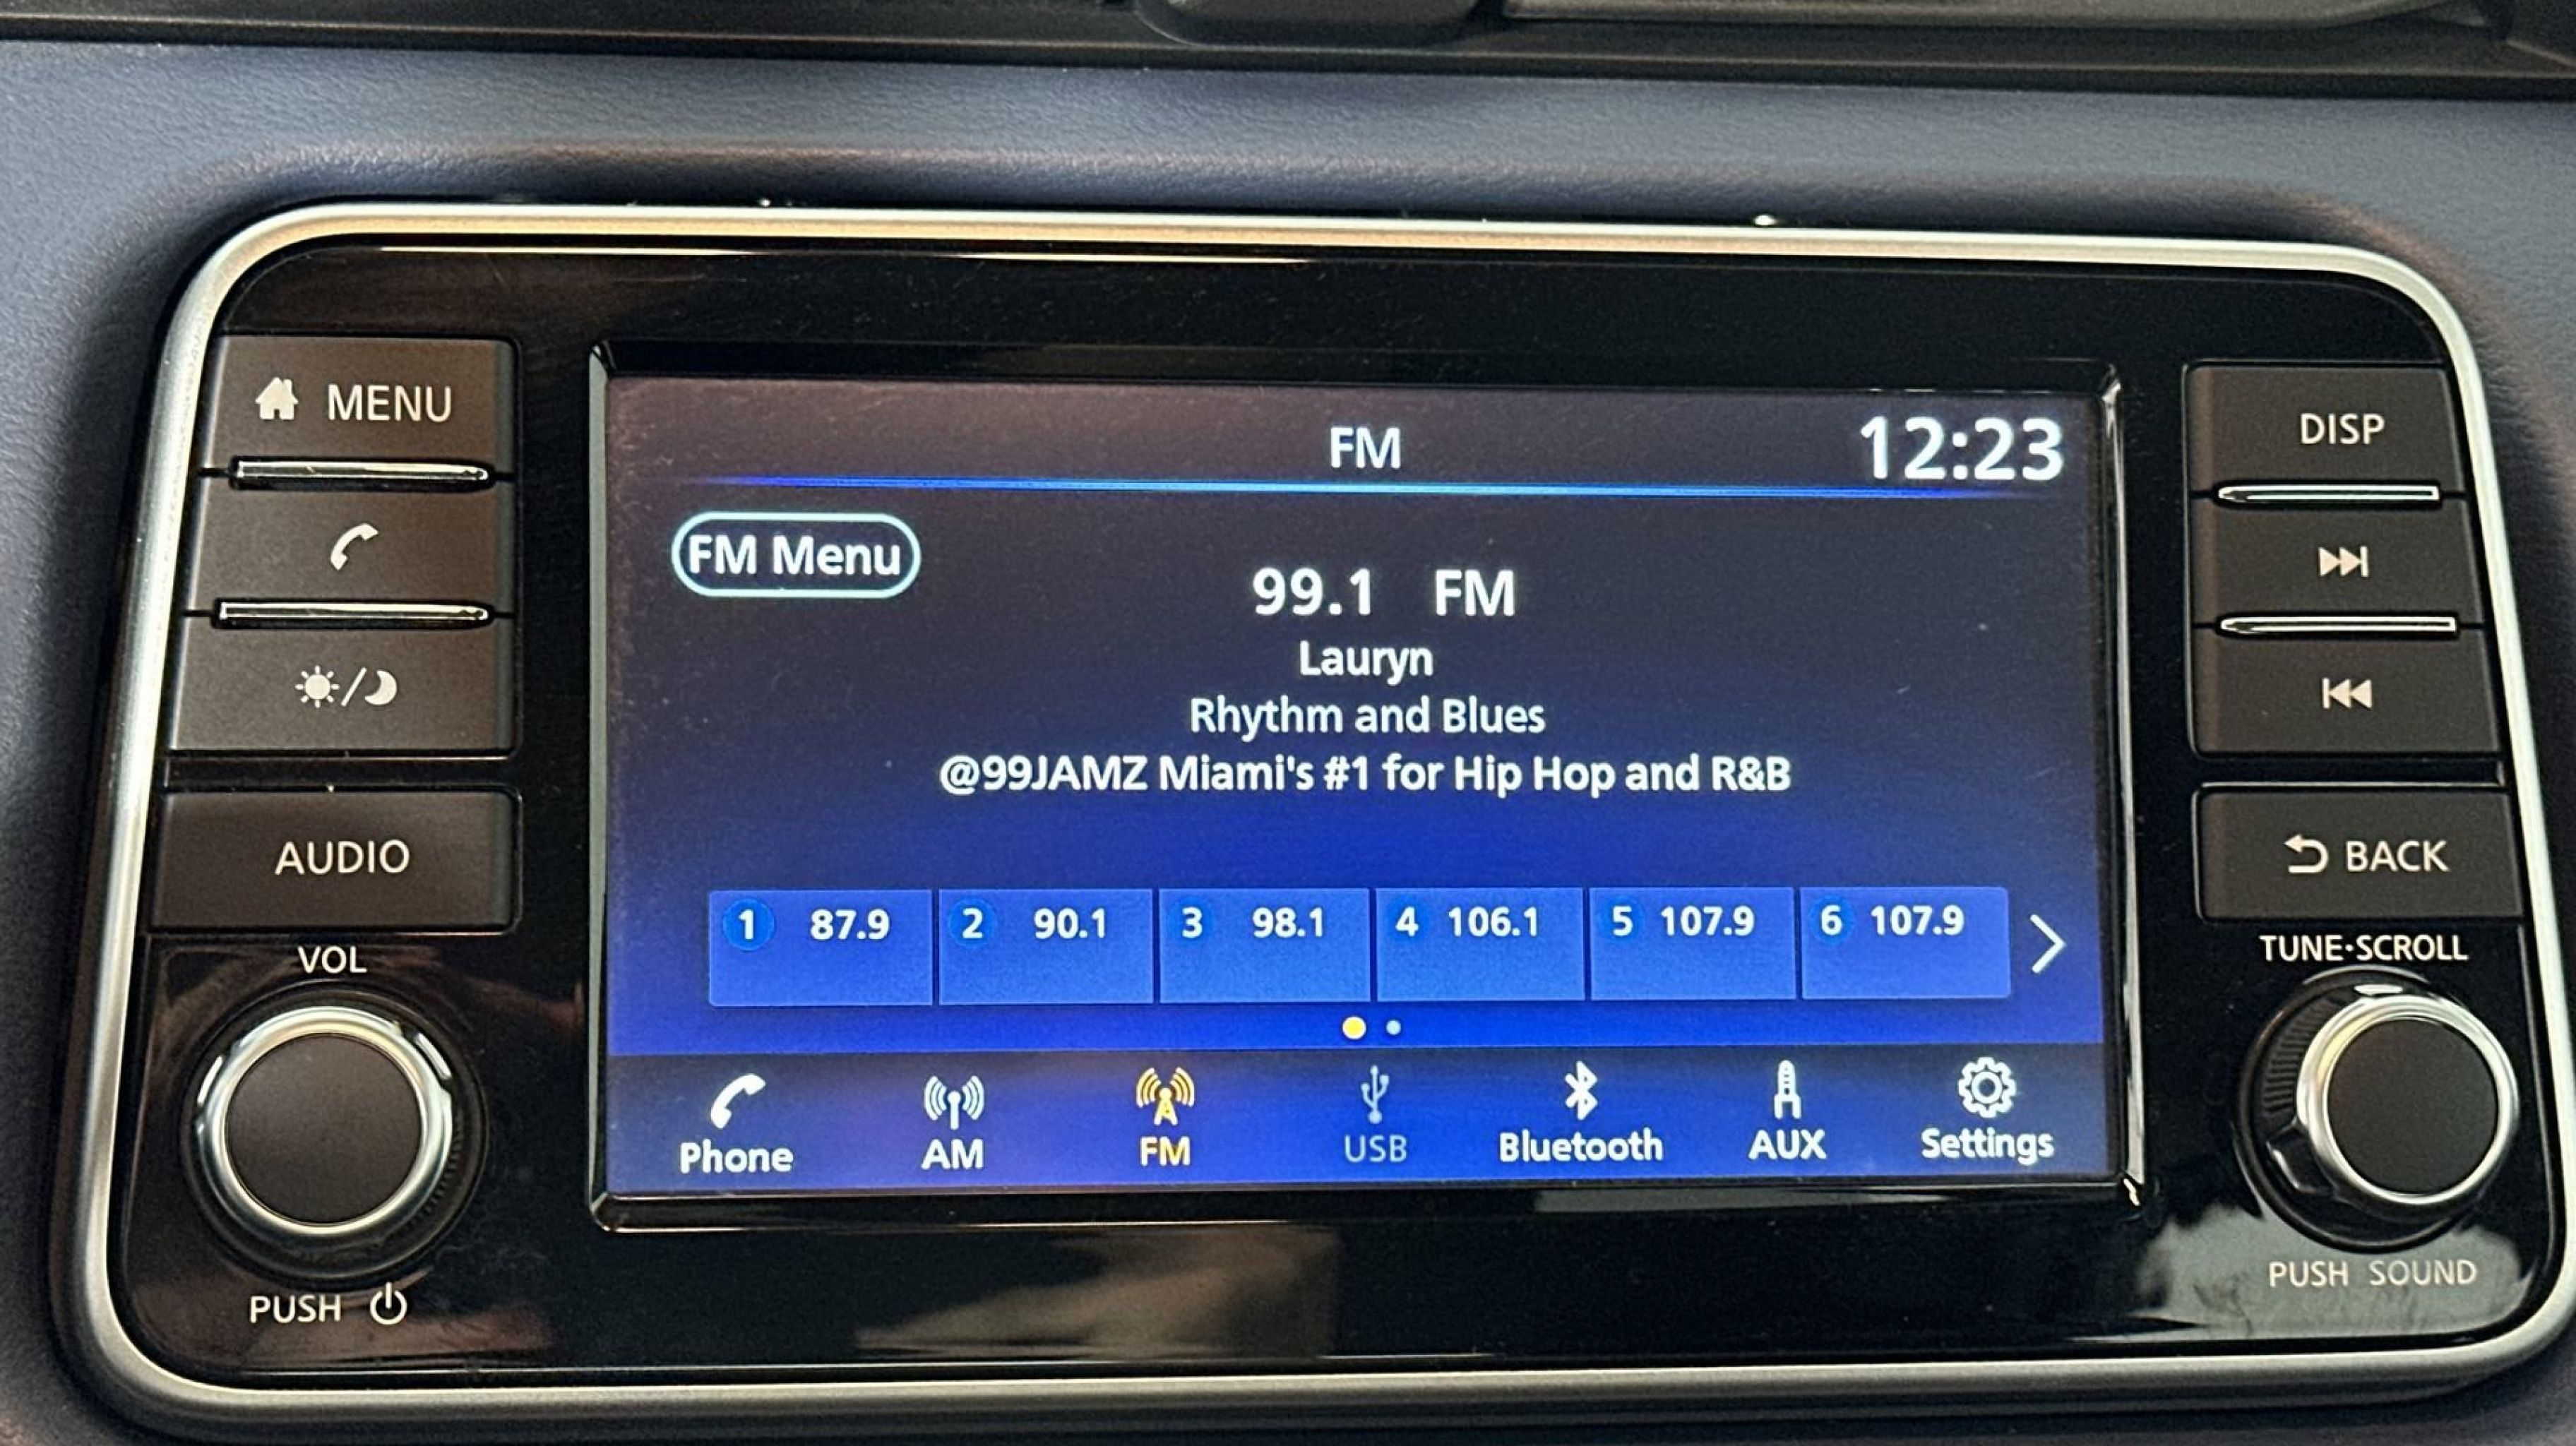 MENU
DISP
FM
12:23
FM Menu
99.1 FM
Lauryn
Rhythm and Blues
@99JAMZ Miami's #1 for Hip Hop and R&B
AUDIO
BACK
1 87.9
2 90.1
3 98.1
4 106.1
5 107.9
6 107.9
VOL
TUNE·SCROLL
Phone
AM
FM
USB
Bluetooth
AUX
Settings
PUSH
PUSH SOUND